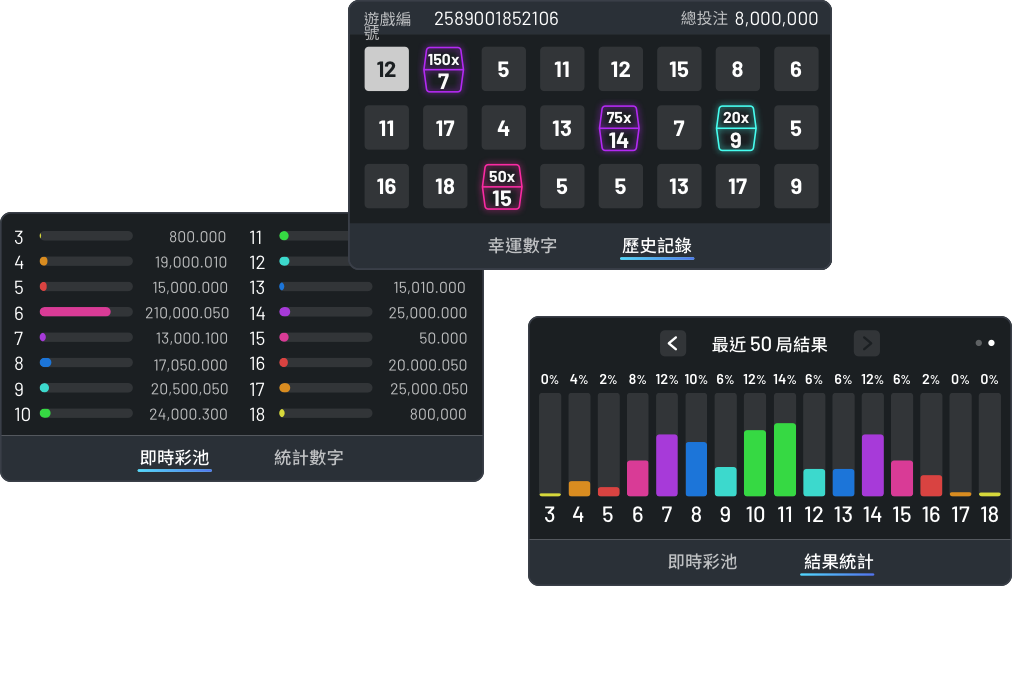 遊戲編號 2589001852106 總投注 8,000,000
12 150x 7 5 11 12 15 8 6
11 17 4 13 75x 14 7 20x 9 5
16 18 50x 15 5 5 13 17 9
幸運數字 歷史記錄
3 800.000 11
4 19,000.010 12
5 15,000.000 13 15,010.000
6 210,000.050 14 25,000.000
7 13,000.100 15 50.000
8 17,050.000 16 20.000.050
9 20,500,050 17 25,000.050
10 24,000.300 18 800,000
即時彩池 統計數字
最近 50 局結果
0% 4% 2% 8% 12% 10% 6% 12% 14% 6% 6% 12% 6% 2% 0% 0%
3 4 5 6 7 8 9 10 11 12 13 14 15 16 17 18
即時彩池 結果統計